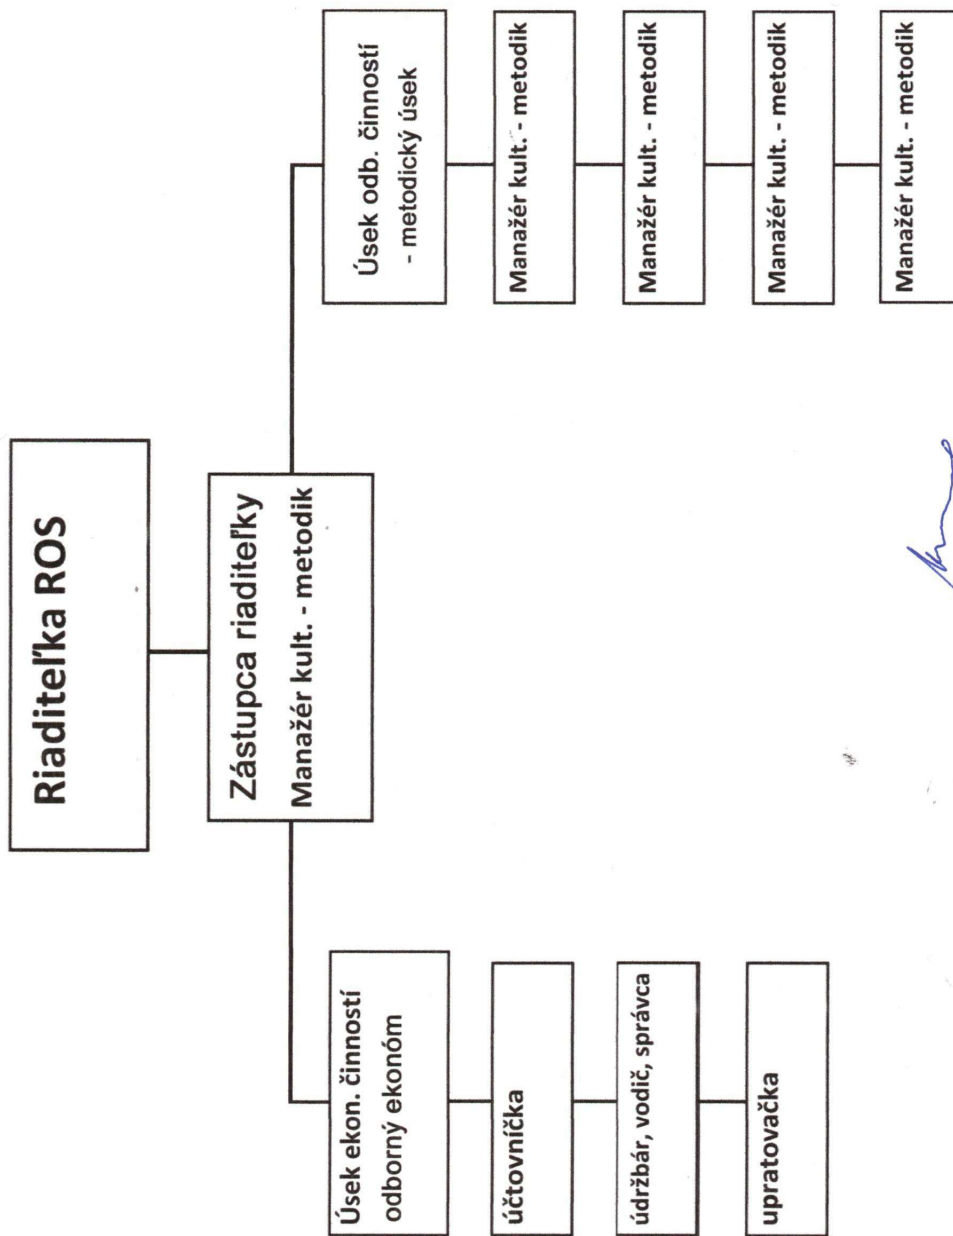 Riaditeľka ROS
Zástupca riaditeľky
Manažér kult. - metodik
Úsek ekon. činností
odborný ekonóm
účtovníčka
údržbár, vodič, správca
upratovačka
Úsek odb. činností
- metodický úsek
Manažér kult. - metodik
Manažér kult. - metodik
Manažér kult. - metodik
Manažér kult. - metodik